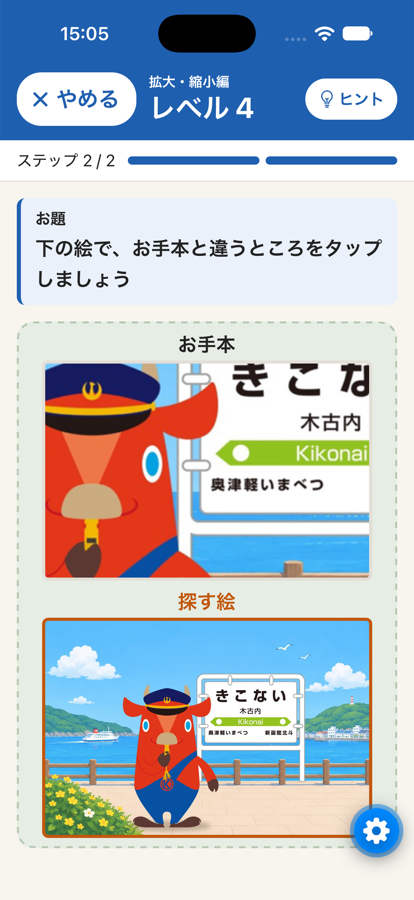 15:05
やめる
拡大・縮小編
レベル 4
ヒント
ステップ 2 / 2
お題
下の絵で、お手本と違うところをタップ
しましょう
お手本
きこな
木古内
Kikonai
奥津軽いまべつ
探す絵
きこない
木古内
Kikonai
奥津軽いまべつ 新函館北斗